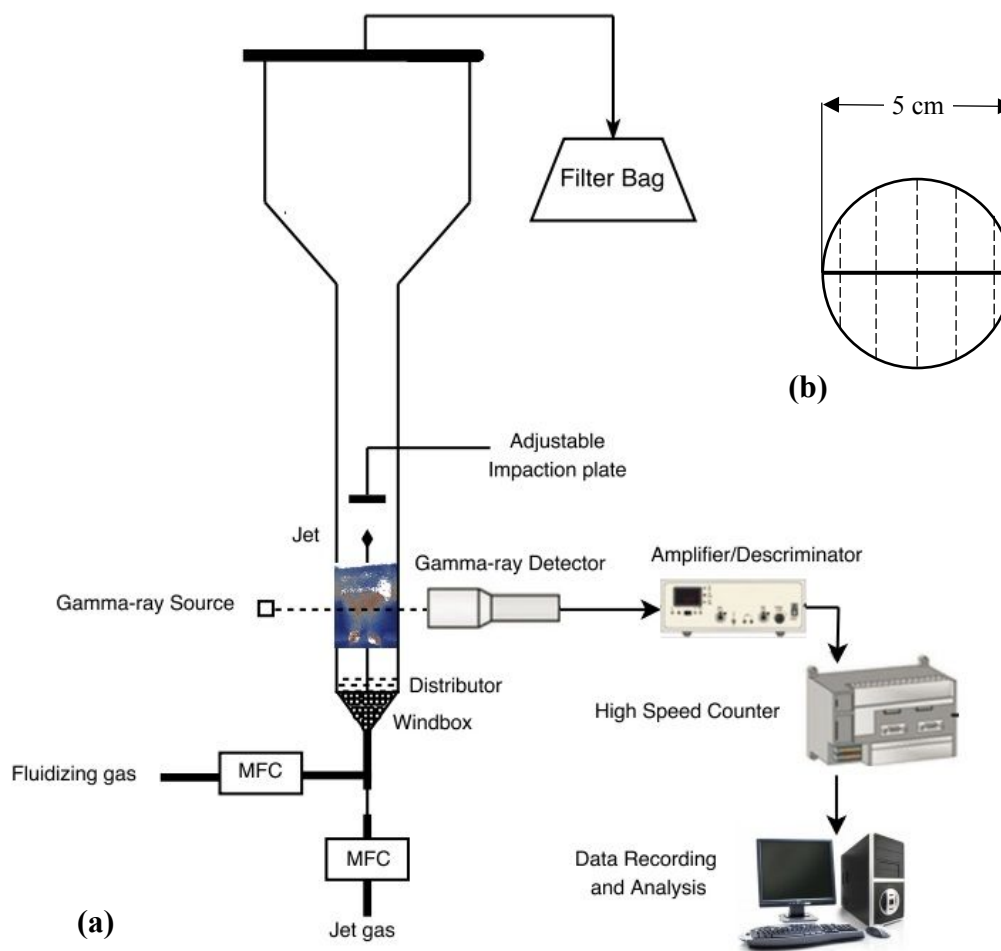 Filter Bag
5 cm
(b)
Adjustable
Impaction plate
Jet
Gamma-ray Detector
Amplifier/Descriminator
Gamma-ray Source
Distributor
Windbox
High Speed Counter
Fluidizing gas
MFC
MFC
Data Recording
and Analysis
(a)
Jet gas